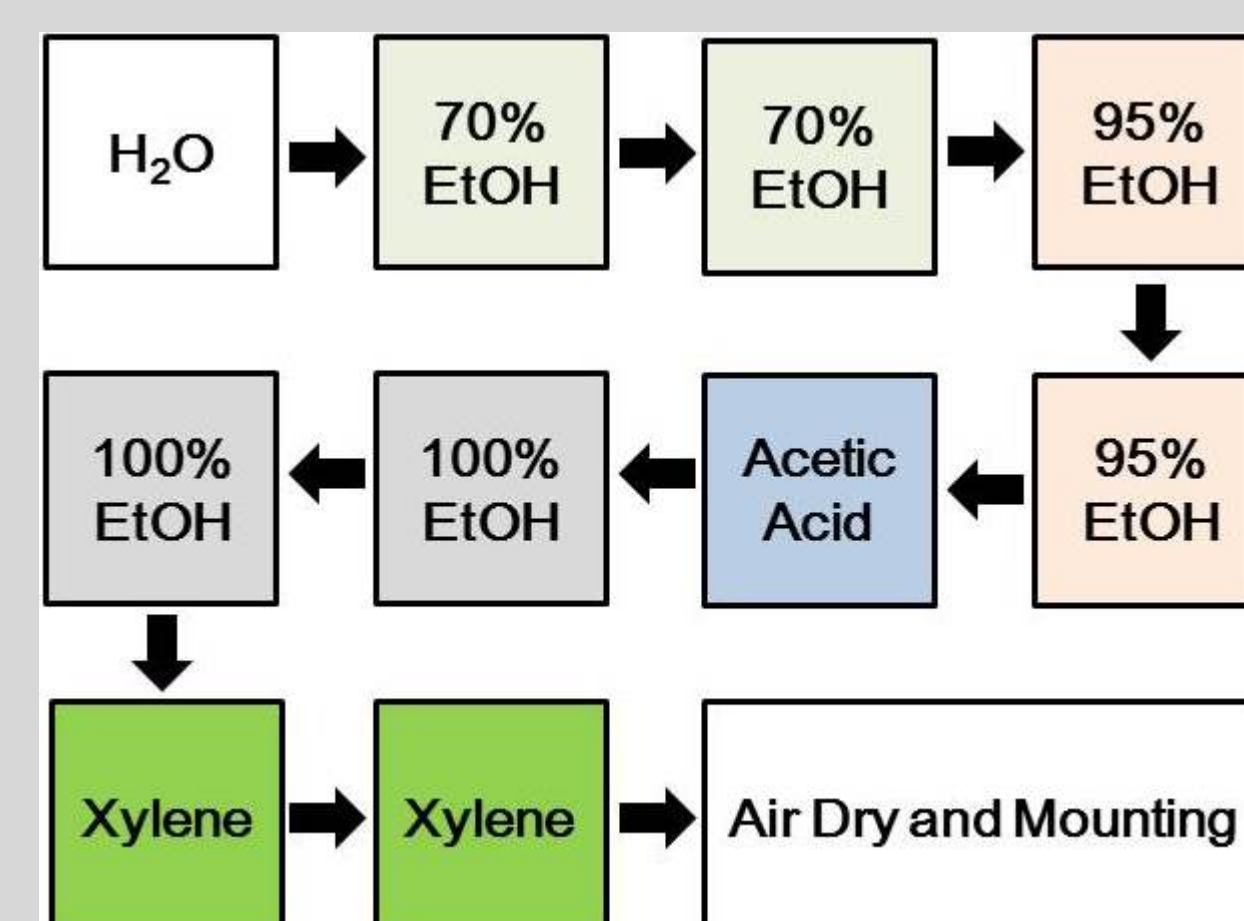 H₂O
70%
EtOH
70%
EtOH
95%
EtOH
95%
EtOH
Acetic
Acid
100%
EtOH
100%
EtOH
Xylene
Xylene
Air Dry and Mounting